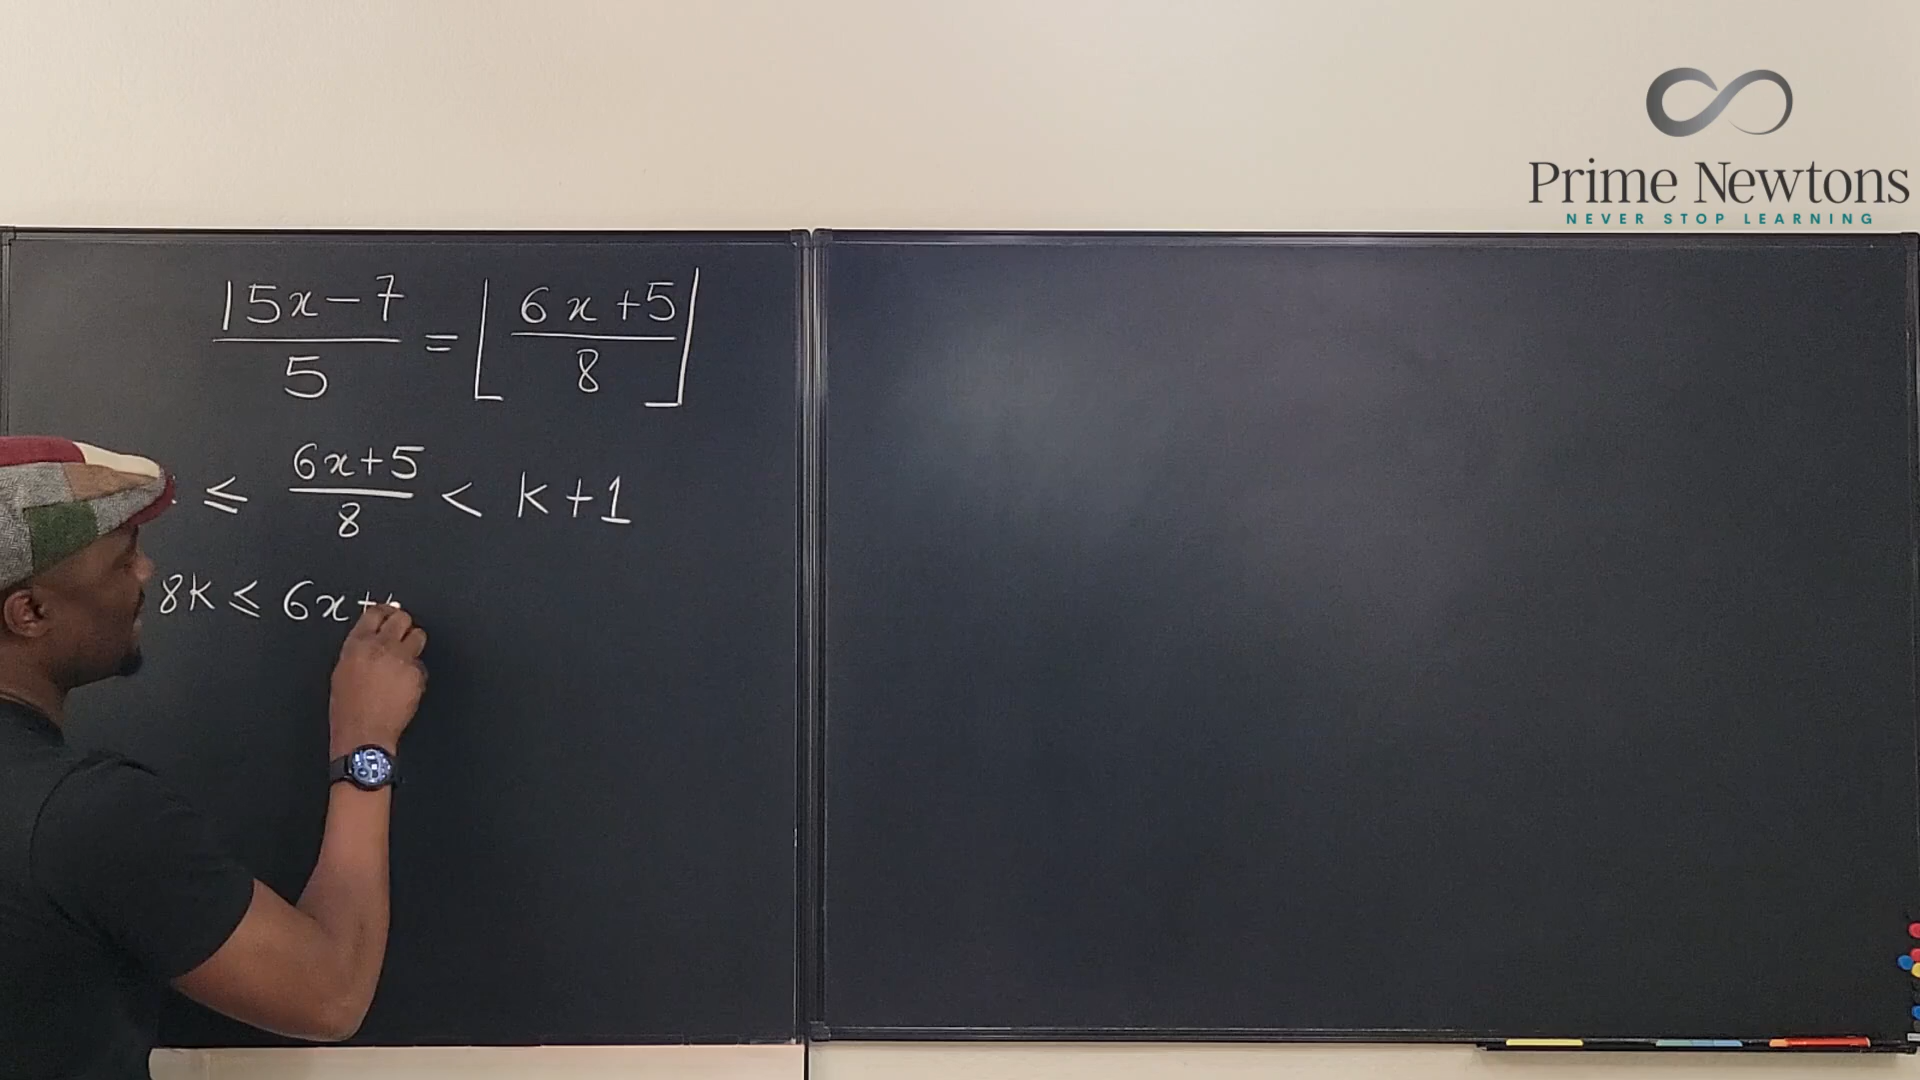 Prime Newtons
NEVER STOP LEARNING
15x-7/5 = ⌊6x+5/8⌋
≤ 6x+5/8 < k+1
8k ≤ 6x+